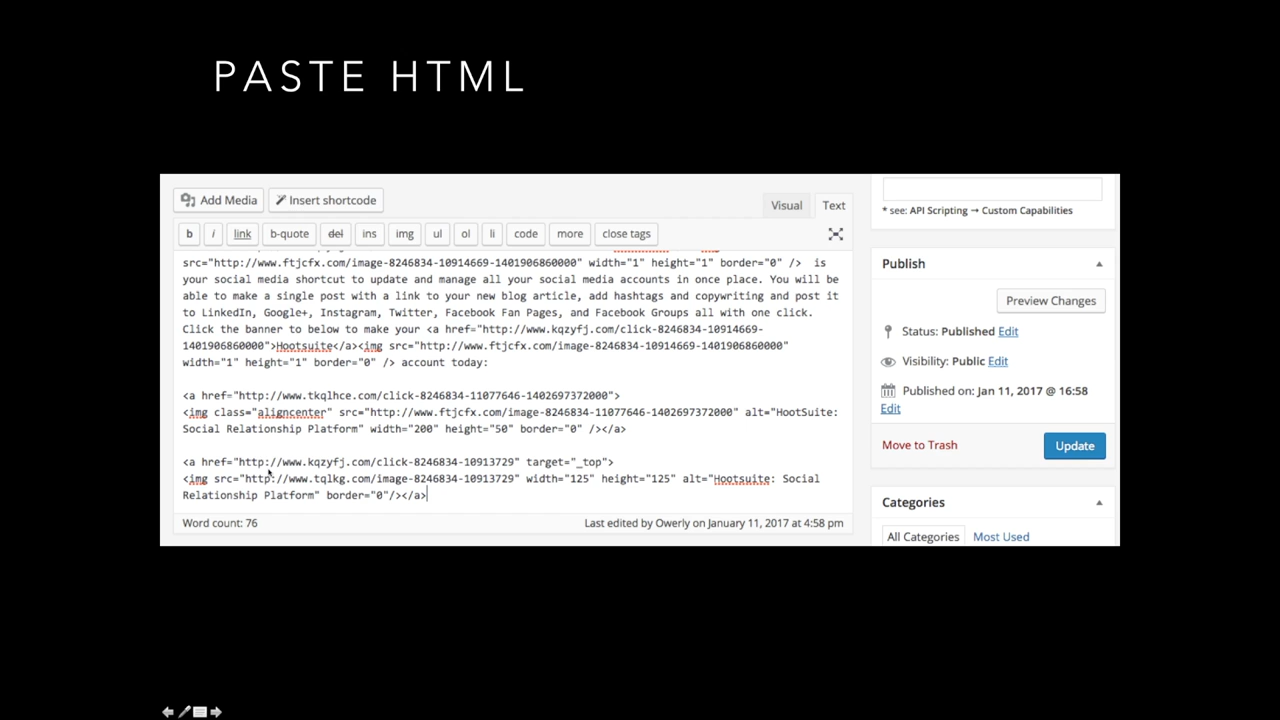 PASTE HTML
Add Media
Insert shortcode
Visual
Text
b
i
link
b-quote
del
ins
img
ul
ol
li
code
more
close tags
src="http://www.ftjcfx.com/image-8246834-10914669-1401906860000" width="1" height="1" border="0" /> is
your social media shortcut to update and manage all your social media accounts in once place. You will be
able to make a single post with a link to your new blog article, add hashtags and copywriting and post it
to LinkedIn, Google+, Instagram, Twitter, Facebook Fan Pages, and Facebook Groups all with one click.
Click the banner to below to make your <a href="http://www.kqzyfj.com/click-8246834-10914669-
1401906860000">Hootsuite</a><img src="http://www.ftjcfx.com/image-8246834-10914669-1401906860000"
width="1" height="1" border="0" /> account today:
<a href="http://www.tkqlhce.com/click-8246834-11077646-1402697372000">
<img class="aligncenter" src="http://www.ftjcfx.com/image-8246834-11077646-1402697372000" alt="HootSuite:
Social Relationship Platform" width="200" height="50" border="0" /></a>
<a href="http://www.kqzyfj.com/click-8246834-10913729" target="_top">
<img src="http://www.tqlkg.com/image-8246834-10913729" width="125" height="125" alt="Hootsuite: Social
Relationship Platform" border="0"/></a>
Word count: 76
Last edited by Owerly on January 11, 2017 at 4:58 pm
* see: API Scripting → Custom Capabilities
Publish
Preview Changes
Status: Published Edit
Visibility: Public Edit
Published on: Jan 11, 2017 @ 16:58
Edit
Move to Trash
Update
Categories
All Categories
Most Used